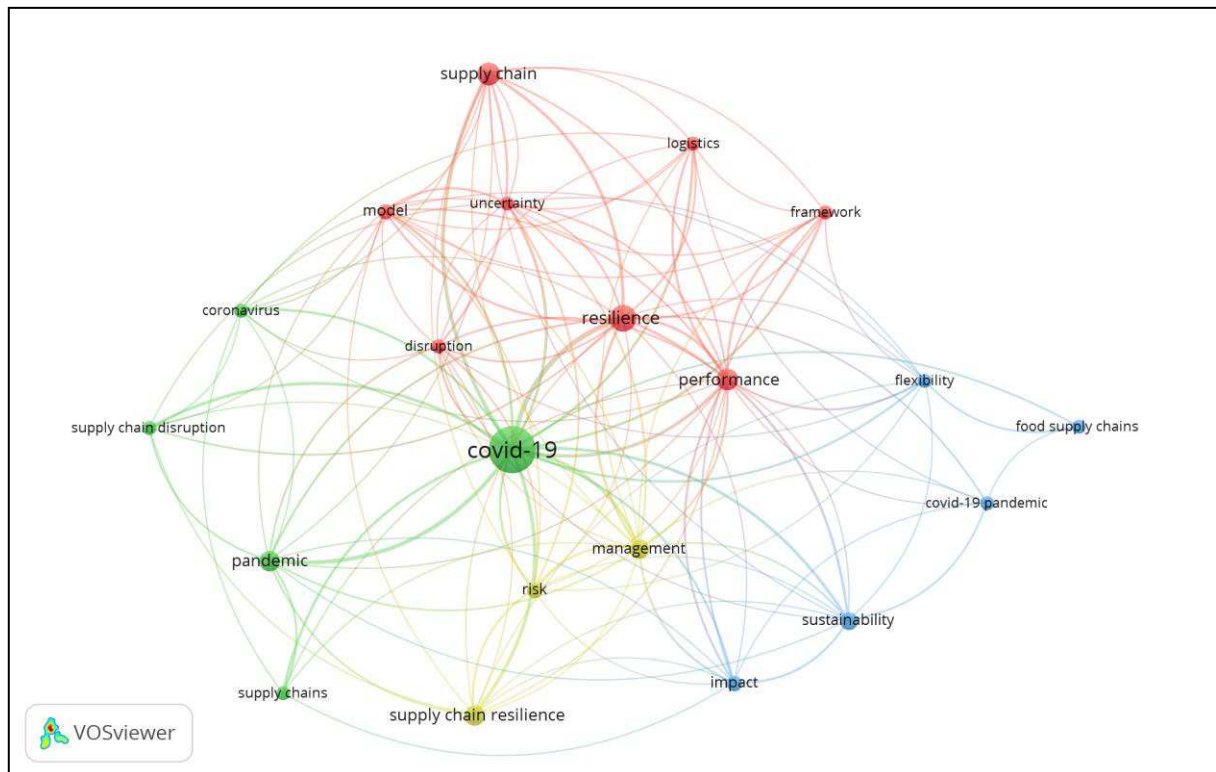 supply chain
logistics
model
uncertainty
framework
coronavirus
resilience
disruption
performance
flexibility
supply chain disruption
food supply chains
covid-19
covid-19 pandemic
management
pandemic
risk
sustainability
impact
supply chains
supply chain resilience
VOSviewer